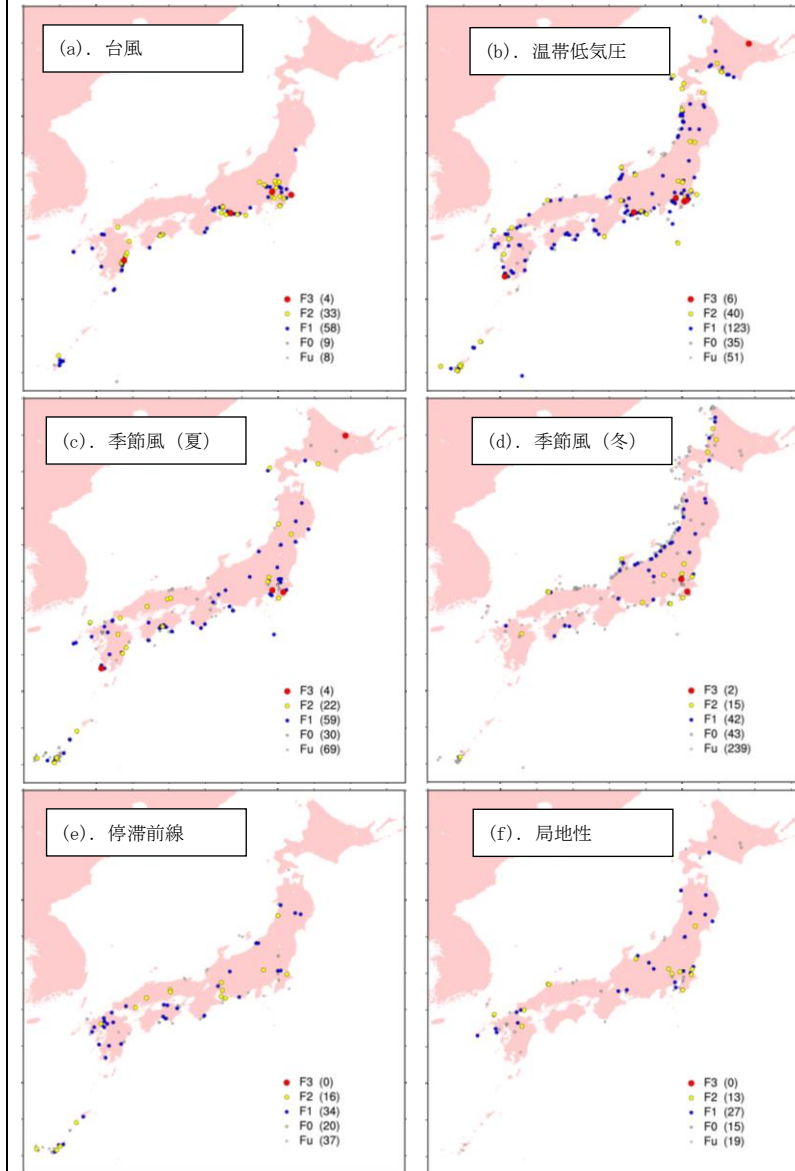 (a). 台風
F3 (4)
F2 (33)
F1 (58)
F0 (9)
Fu (8)
(b). 温帯低気圧
F3 (6)
F2 (40)
F1 (123)
F0 (35)
Fu (51)
(c). 季節風（夏）
F3 (4)
F2 (22)
F1 (59)
F0 (30)
Fu (69)
(d). 季節風（冬）
F3 (2)
F2 (15)
F1 (42)
F0 (43)
Fu (239)
(e). 停滞前線
F3 (0)
F2 (16)
F1 (34)
F0 (20)
Fu (37)
(f). 局地性
F3 (0)
F2 (13)
F1 (27)
F0 (15)
Fu (19)